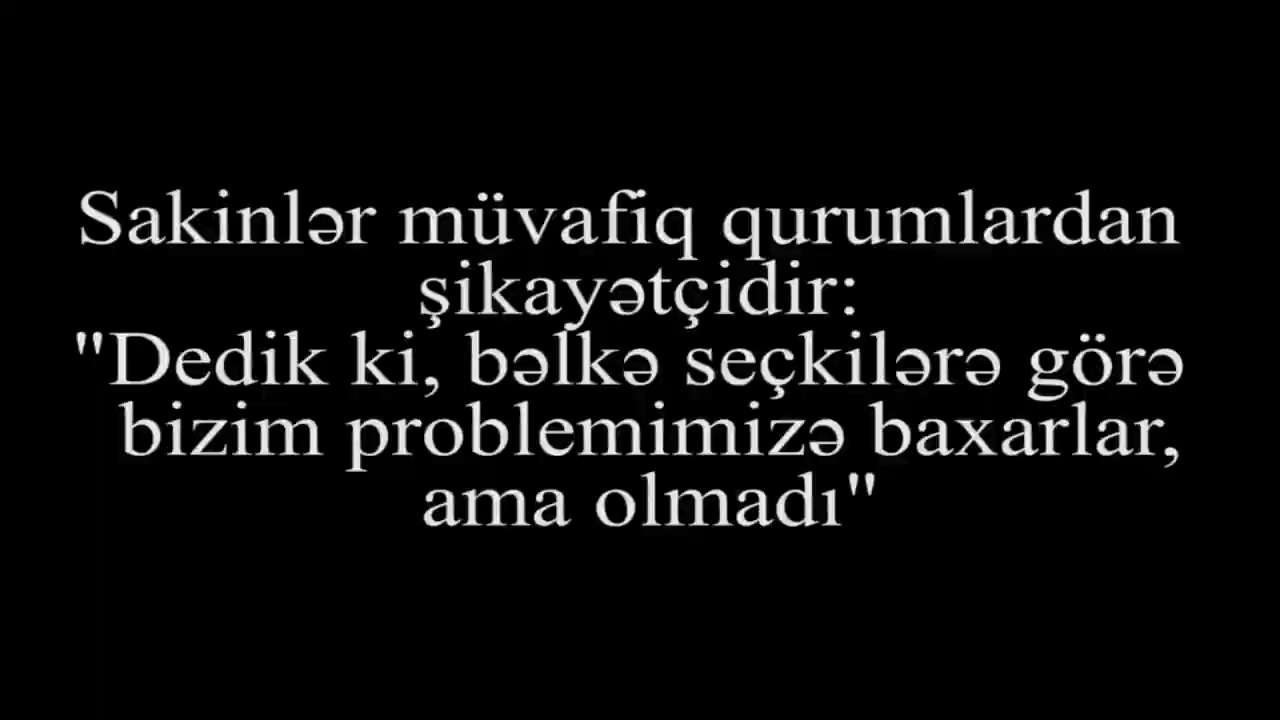 Sakinlər müvafiq qurumlardan
şikayətçidir:
"Dedik ki, bəlkə seçkilərə görə
bizim problemimizə baxarlar,
ama olmadı"